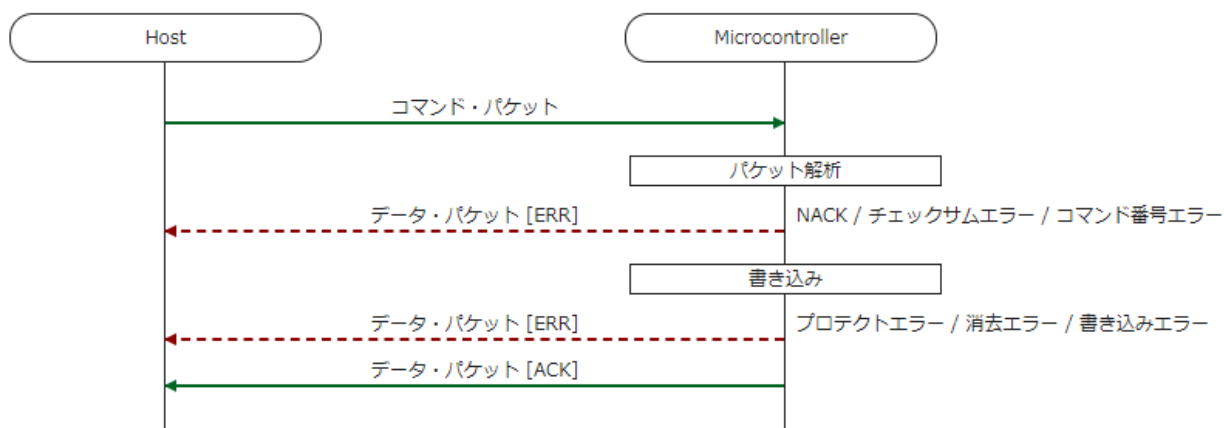 Host
Microcontroller
コマンド・パケット
パケット解析
データ・パケット [ERR]
NACK / チェックサムエラー / コマンド番号エラー
書き込み
データ・パケット [ERR]
プロテクトエラー / 消去エラー / 書き込みエラー
データ・パケット [ACK]